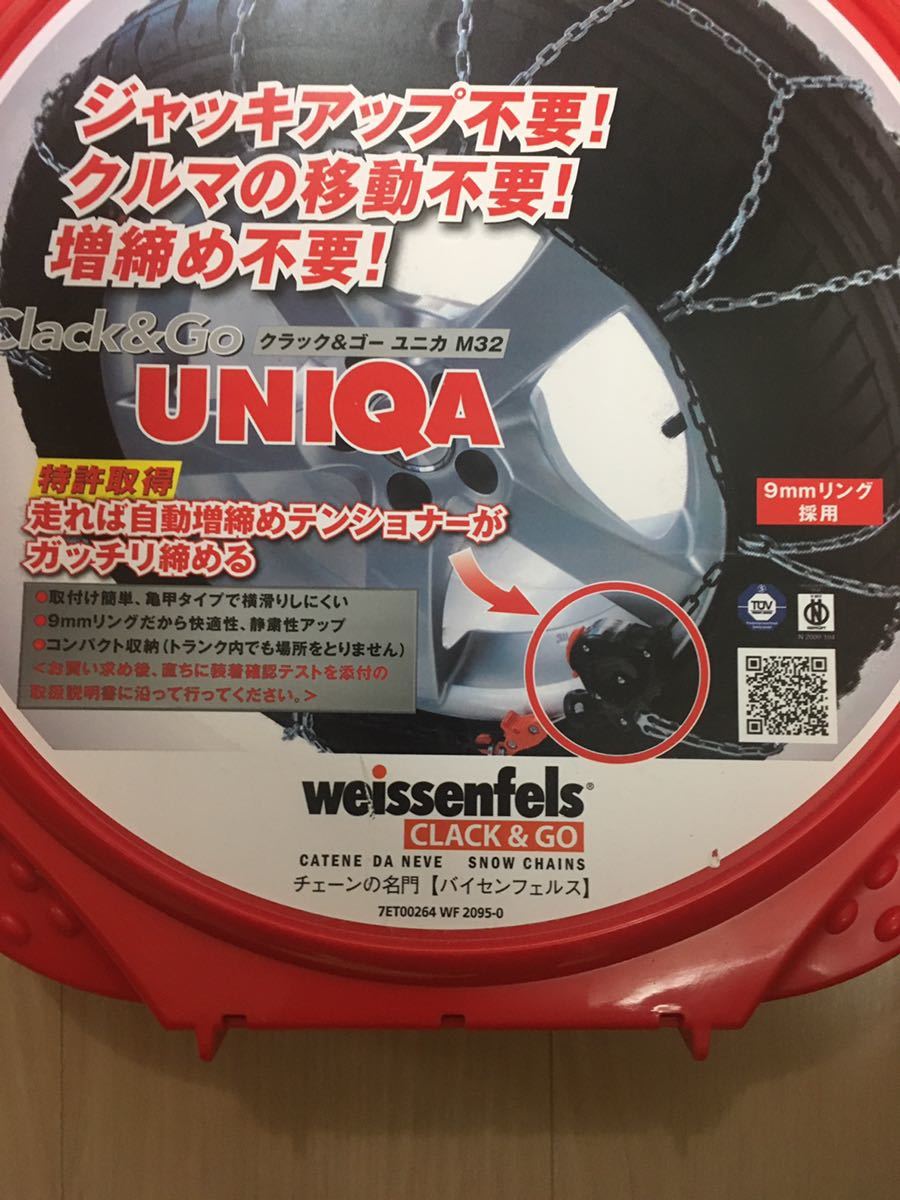 ジャッキアップ不要!
クルマの移動不要!
増締め不要!
Clack&Go
クラック&ゴー ユニカ M32
UNIQA
特許取得
走れば自動増締めテンショナーが
ガッチリ締める
9mmリング
採用
●取付け簡単、亀甲タイプで横滑りしにくい
●9mmリングだから快適性、静粛性アップ
●コンパクト収納(トランク内でも場所をとりません)
<お買い求め後、直ちに装着確認テストを添付の
取扱説明書に沿って行ってください。>
TÜV
N
weissenfels®
CLACK & GO
CATENE DA NEVE SNOW CHAINS
チェーンの名門【バイセンフェルス】
7ET00264 WF 2095-0